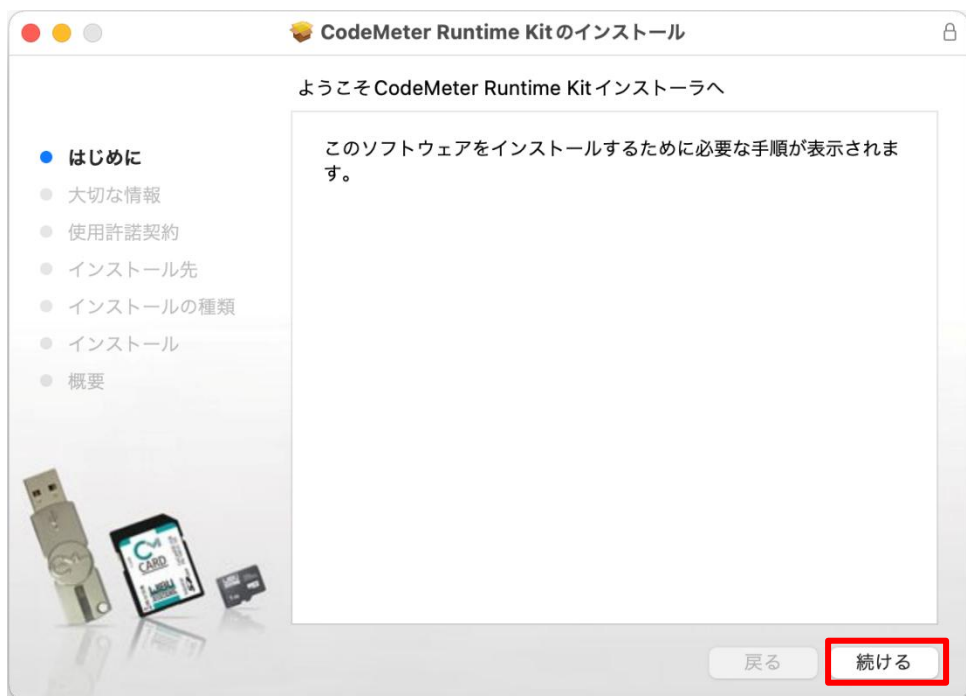 CodeMeter Runtime Kitのインストール
ようこそCodeMeter Runtime Kitインストーラへ
はじめに
大切な情報
使用許諾契約
インストール先
インストールの種類
インストール
概要
このソフトウェアをインストールするために必要な手順が表示されま
す。
CM
CARD
WIBU
SYSTEMS
戻る
続ける